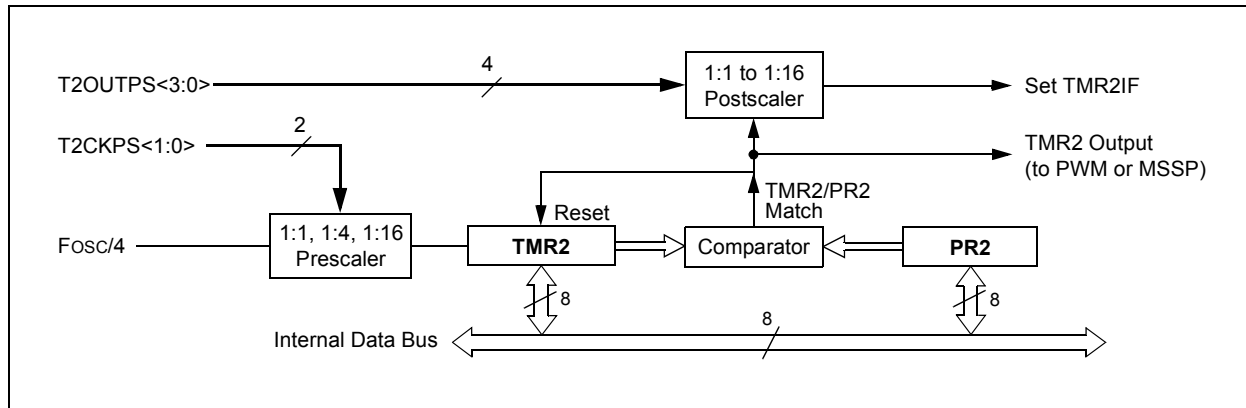 4
1:1 to 1:16
T2OUTPS<3:0>
Postscaler
Set TMR2IF
2
T2CKPS<1:0>
TMR2 Output
(to PWM or MSSP)
TMR2/PR2
Match
Reset
1:1, 1:4, 1:16
Prescaler
FOSC/4
TMR2
Comparator
PR2
8
8
8
Internal Data Bus